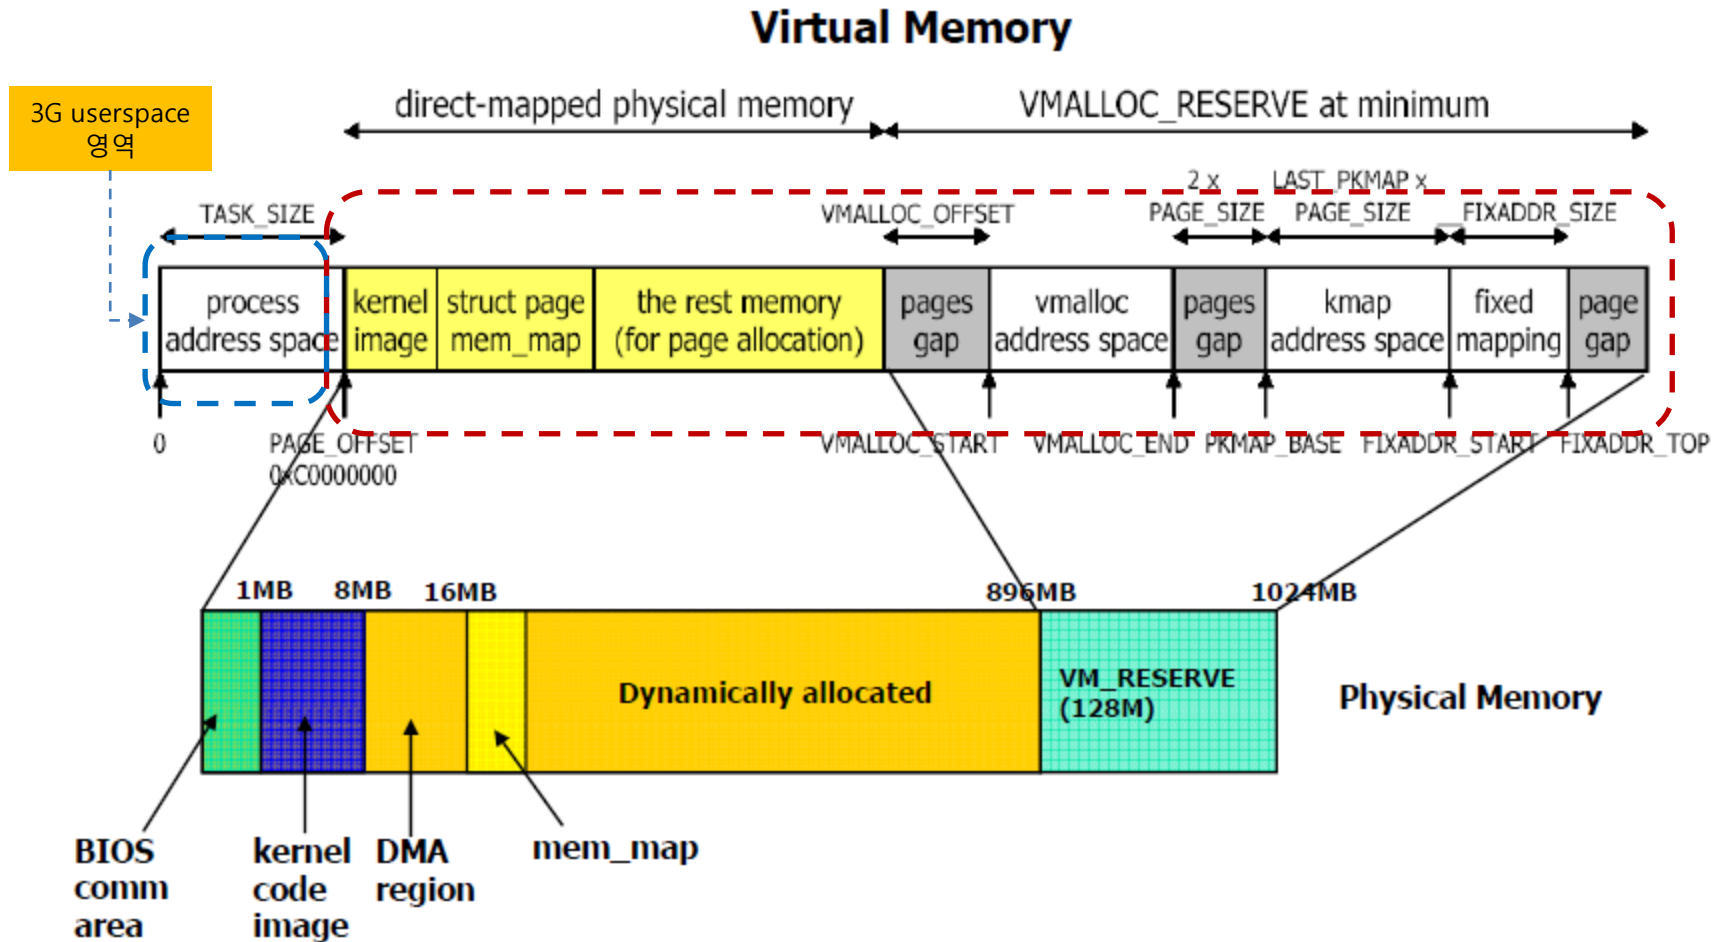 Virtual Memory
3G userspace
영역
direct-mapped physical memory
VMALLOC_RESERVE at minimum
TASK_SIZE
VMALLOC_OFFSET
2 x
PAGE_SIZE
LAST_PKMAP x
PAGE_SIZE
__FIXADDR_SIZE
process
address space
kernel
image
struct page
mem_map
the rest memory
(for page allocation)
pages
gap
vmalloc
address space
pages
gap
kmap
address space
fixed
mapping
page
gap
0
PAGE_OFFSET
0xC0000000
VMALLOC_START
VMALLOC_END
PKMAP_BASE
FIXADDR_START
FIXADDR_TOP
1MB
8MB
16MB
896MB
1024MB
Dynamically allocated
VM_RESERVE
(128M)
Physical Memory
BIOS
comm
area
kernel
code
image
DMA
region
mem_map